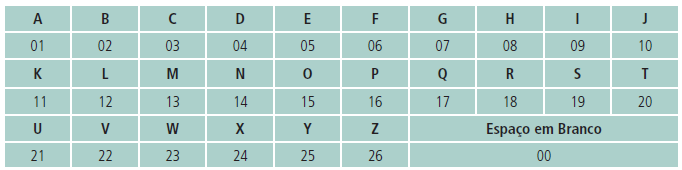 A B C D E F G H I J
01 02 03 04 05 06 07 08 09 10
K L M N O P Q R S T
11 12 13 14 15 16 17 18 19 20
U V W X Y Z Espaço em Branco
21 22 23 24 25 26 00